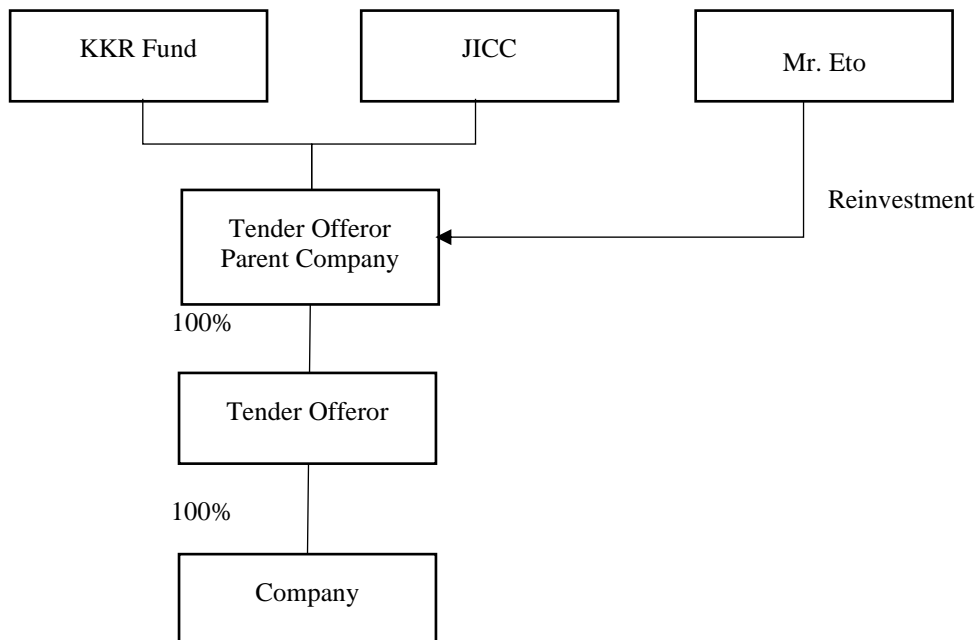 KKR Fund
JICC
Mr. Eto
Reinvestment
Tender Offeror
Parent Company
100%
Tender Offeror
100%
Company